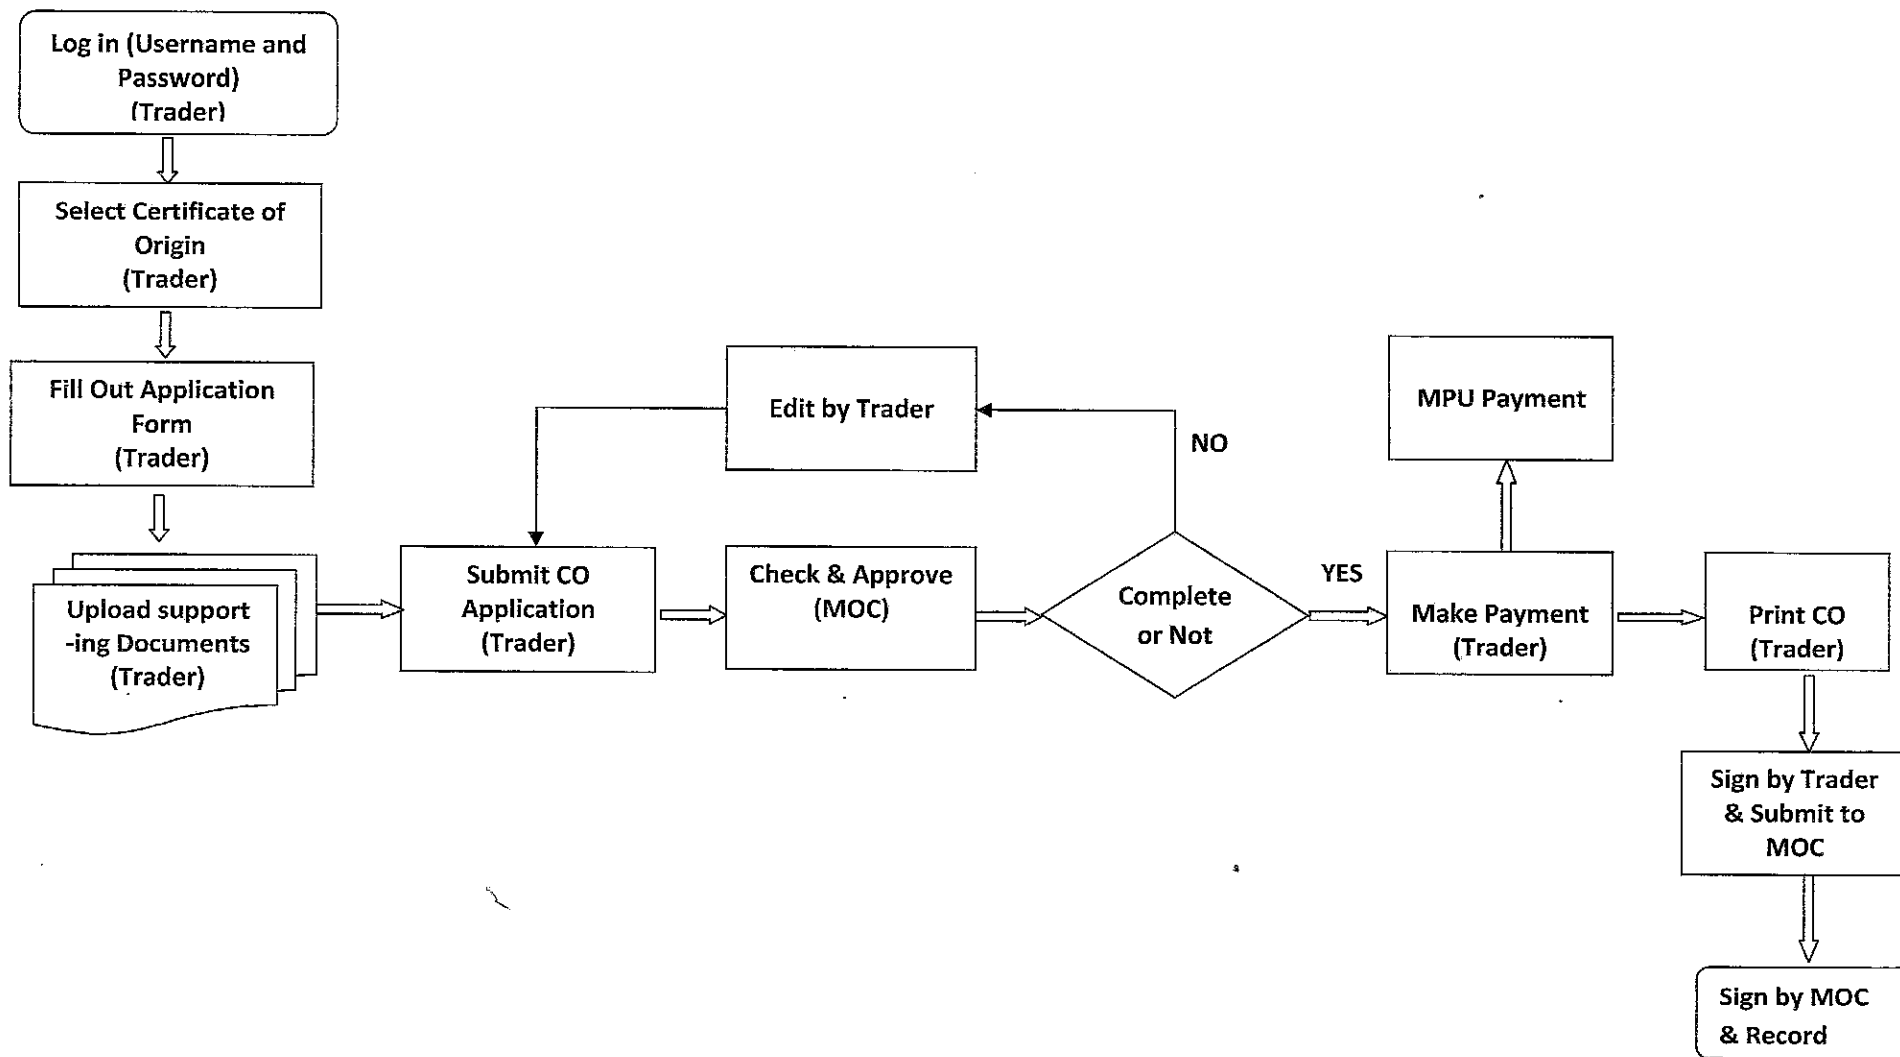 Log in (Username and
Password)
(Trader)
Select Certificate of
Origin
(Trader)
Fill Out Application
Form
(Trader)
Upload support
-ing Documents
(Trader)
Submit CO
Application
(Trader)
Edit by Trader
Check & Approve
(MOC)
Complete
or Not
NO
YES
MPU Payment
Make Payment
(Trader)
Print CO
(Trader)
Sign by Trader
& Submit to
MOC
Sign by MOC
& Record